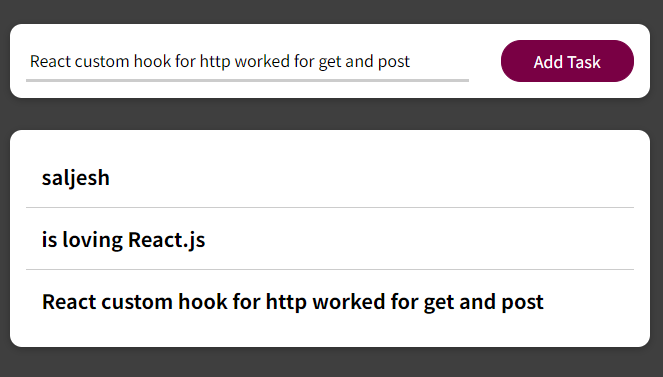 React custom hook for http worked for get and post
Add Task
saljesh
is loving React.js
React custom hook for http worked for get and post